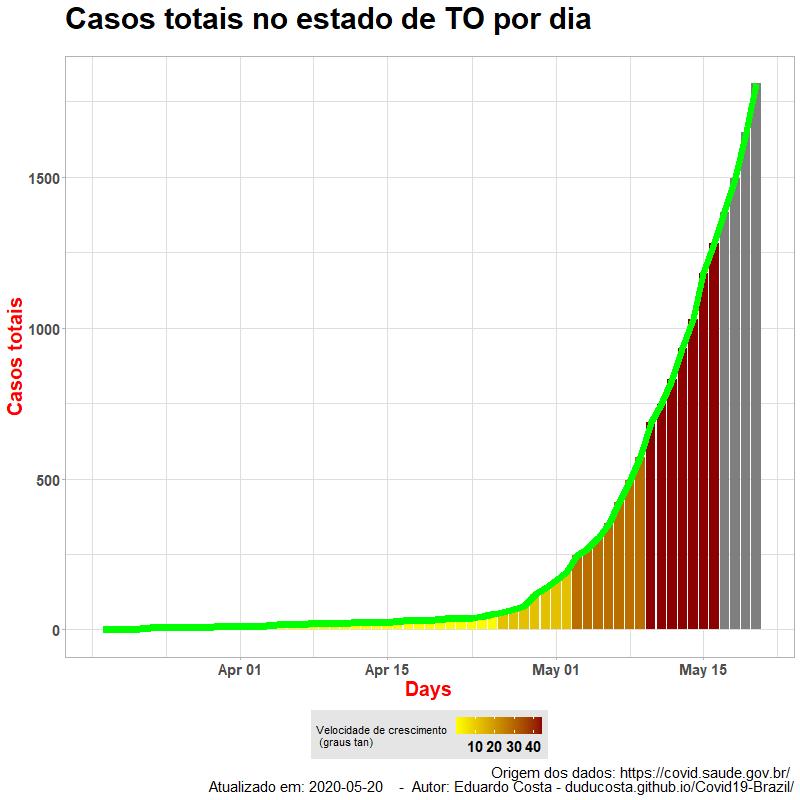 Casos totais no estado de TO por dia
Casos totais
1500
1000
500
0
Apr 01 Apr 15 May 01 May 15
Days
Velocidade de crescimento
(graus tan)
10 20 30 40
Origem dos dados: https://covid.saude.gov.br/
Atualizado em: 2020-05-20 - Autor: Eduardo Costa - duducosta.github.io/Covid19-Brazil/